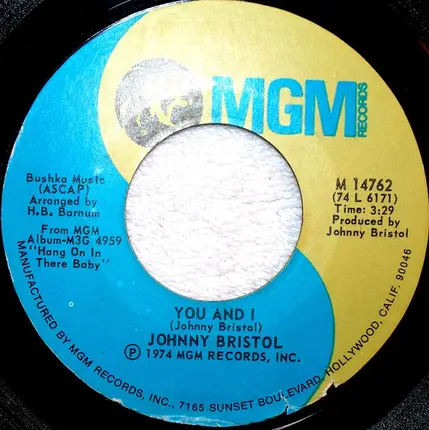 MGM
RECORDS
Bushka Music
(ASCAP)
Arranged by
H.B. Barnum
From MGM
Album-M3G 4959
"Hang On In
There Baby"
M 14762
(74 L 6171)
Time: 3:29
Produced by
Johnny Bristol
YOU AND I
(Johnny Bristol)
JOHNNY BRISTOL
Ⓟ 1974 MGM RECORDS, INC.
MANUFACTURED BY MGM RECORDS, INC., 7165 SUNSET BOULEVARD, HOLLYWOOD, CALIF. 90046